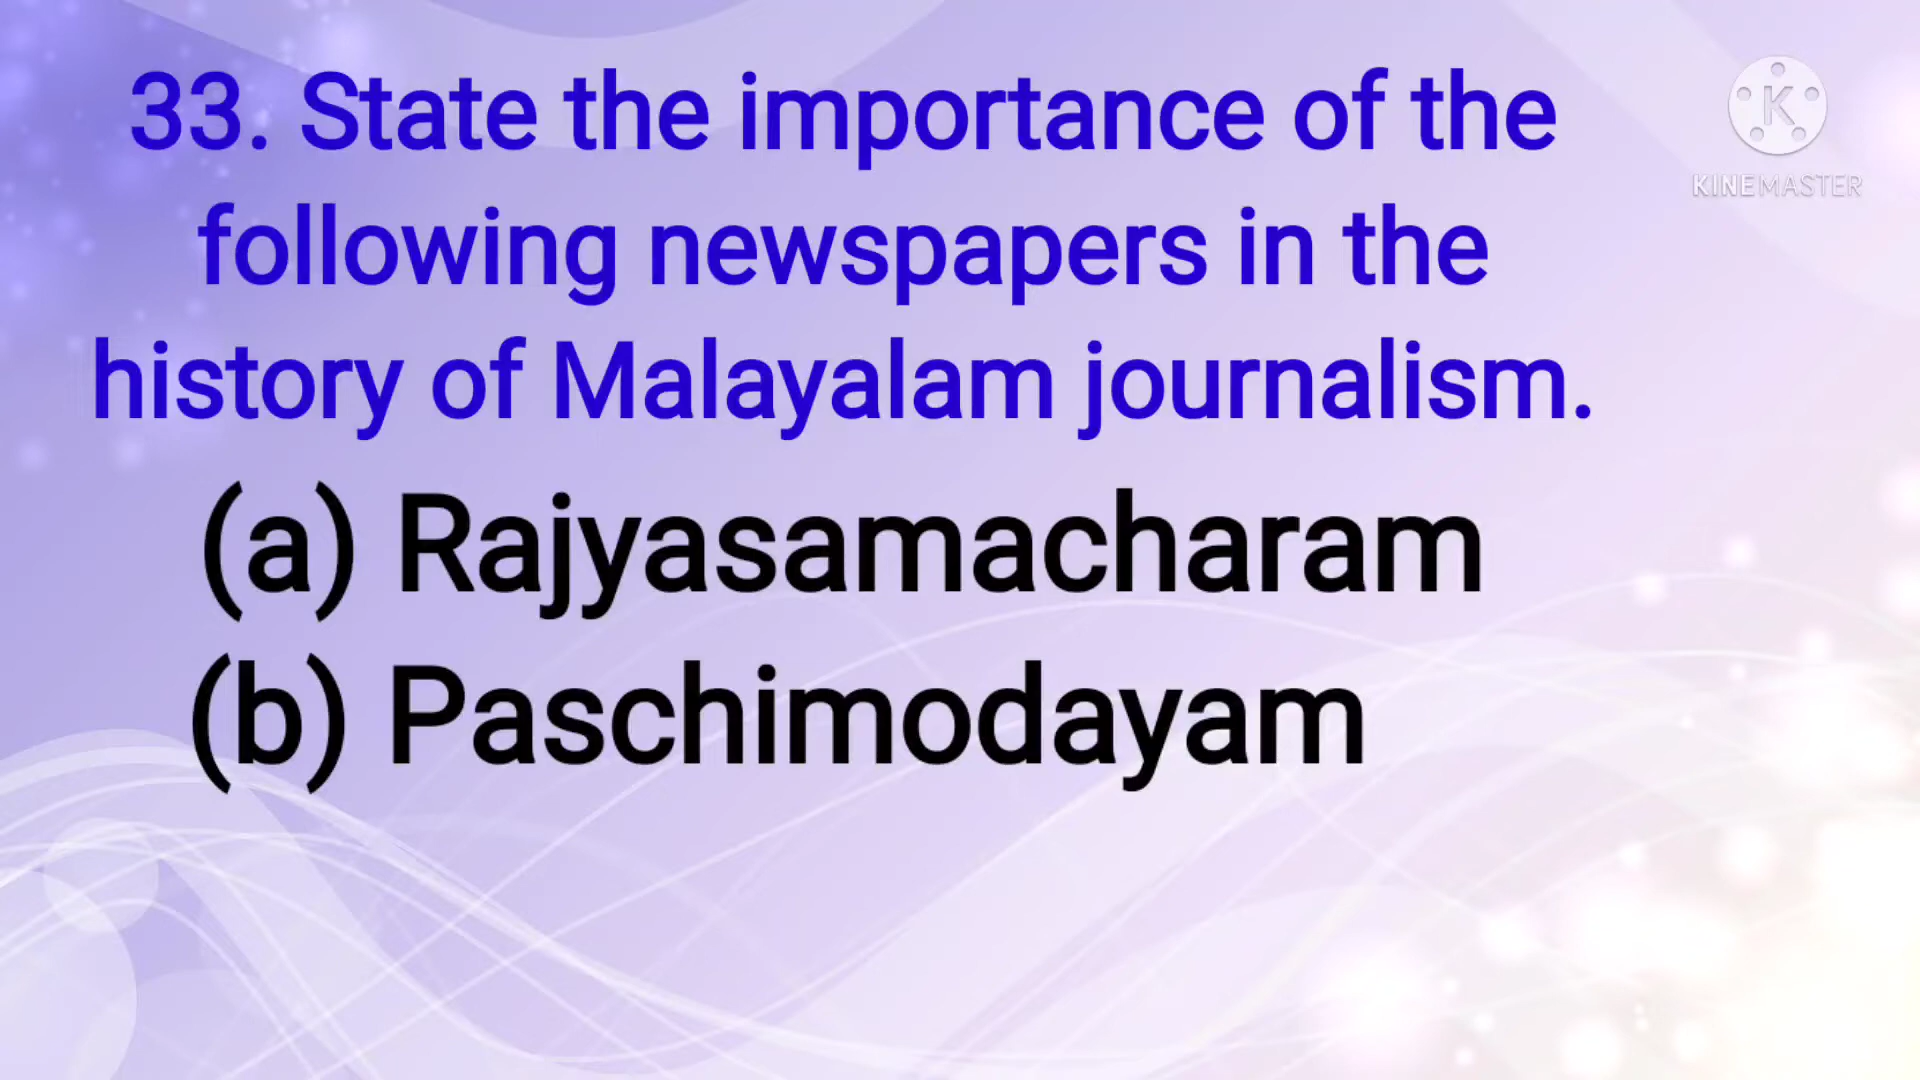 33. State the importance of the
following newspapers in the
history of Malayalam journalism.
(a) Rajyasamacharam
(b) Paschimodayam
K
KINEMASTER